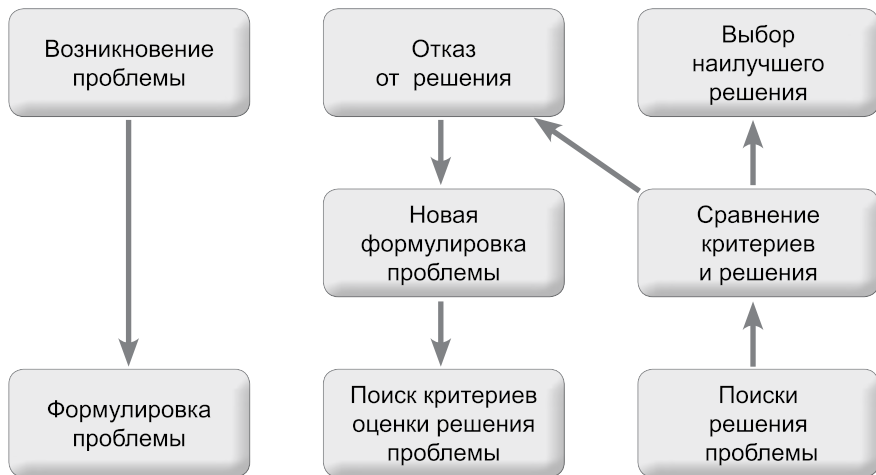 Возникновение
проблемы
Отказ
от решения
Выбор
наилучшего
решения
Новая
формулировка
проблемы
Сравнение
критериев
и решения
Формулировка
проблемы
Поиск критериев
оценки решения
проблемы
Поиски
решения
проблемы